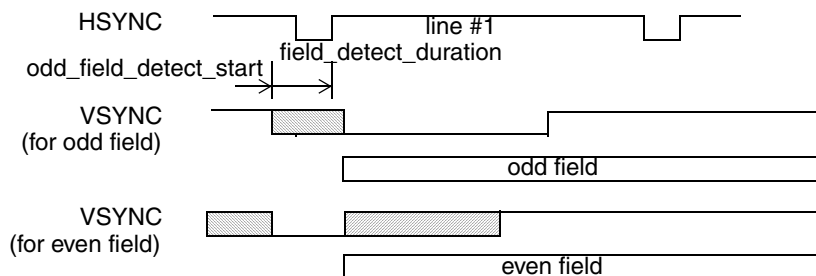 HSYNC
line #1
field_detect_duration
odd_field_detect_start
VSYNC
(for odd field)
odd field
VSYNC
(for even field)
even field